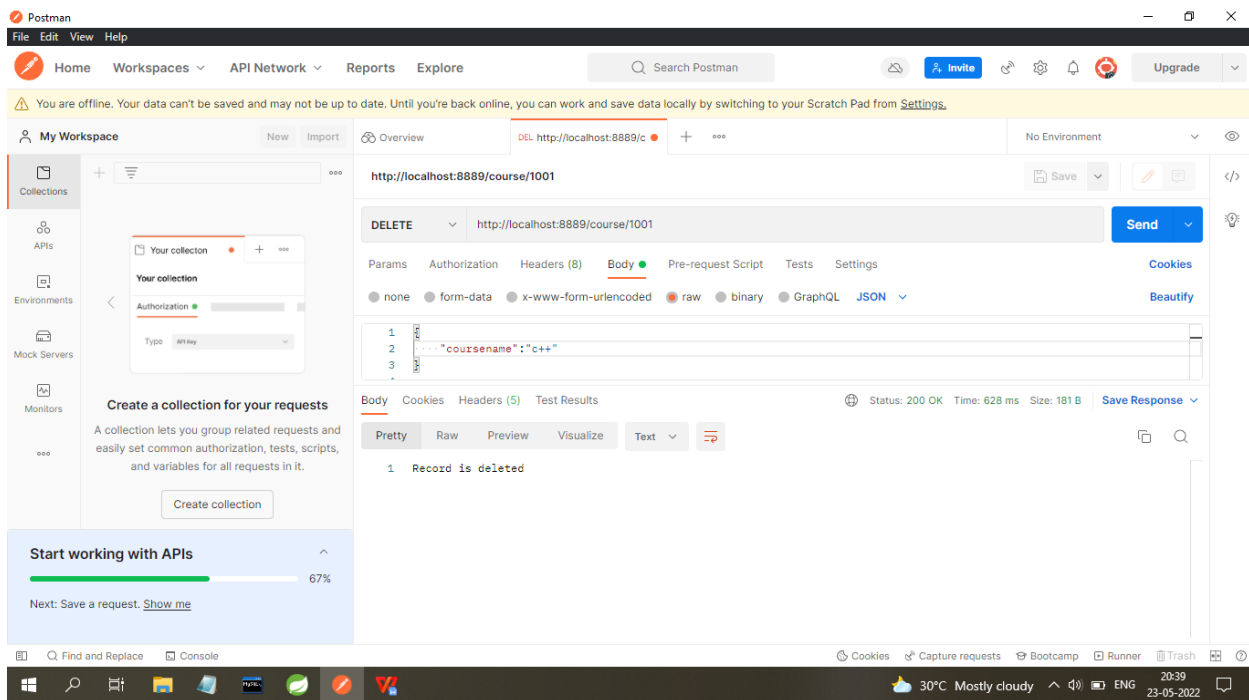 Postman
File Edit View Help
Home Workspaces API Network Reports Explore Search Postman Invite Upgrade
You are offline. Your data can't be saved and may not be up to date. Until you're back online, you can work and save data locally by switching to your Scratch Pad from Settings.
My Workspace New Import Overview DEL http://localhost:8889/c No Environment
Collections
APIs
Environments
Mock Servers
Monitors
Your collecton
Your collection
Authorization
Type API Key
Create a collection for your requests
A collection lets you group related requests and
easily set common authorization, tests, scripts,
and variables for all requests in it.
Create collection
Start working with APIs
67%
Next: Save a request. Show me
http://localhost:8889/course/1001 Save
DELETE http://localhost:8889/course/1001 Send
Params Authorization Headers (8) Body Pre-request Script Tests Settings Cookies
none form-data x-www-form-urlencoded raw binary GraphQL JSON Beautify
1 {
2 "coursename":"c++"
3 }
Body Cookies Headers (5) Test Results Status: 200 OK Time: 628 ms Size: 181 B Save Response
Pretty Raw Preview Visualize Text
1 Record is deleted
Find and Replace Console Cookies Capture requests Bootcamp Runner Trash
MySQL 30°C Mostly cloudy ENG 20:39
23-05-2022